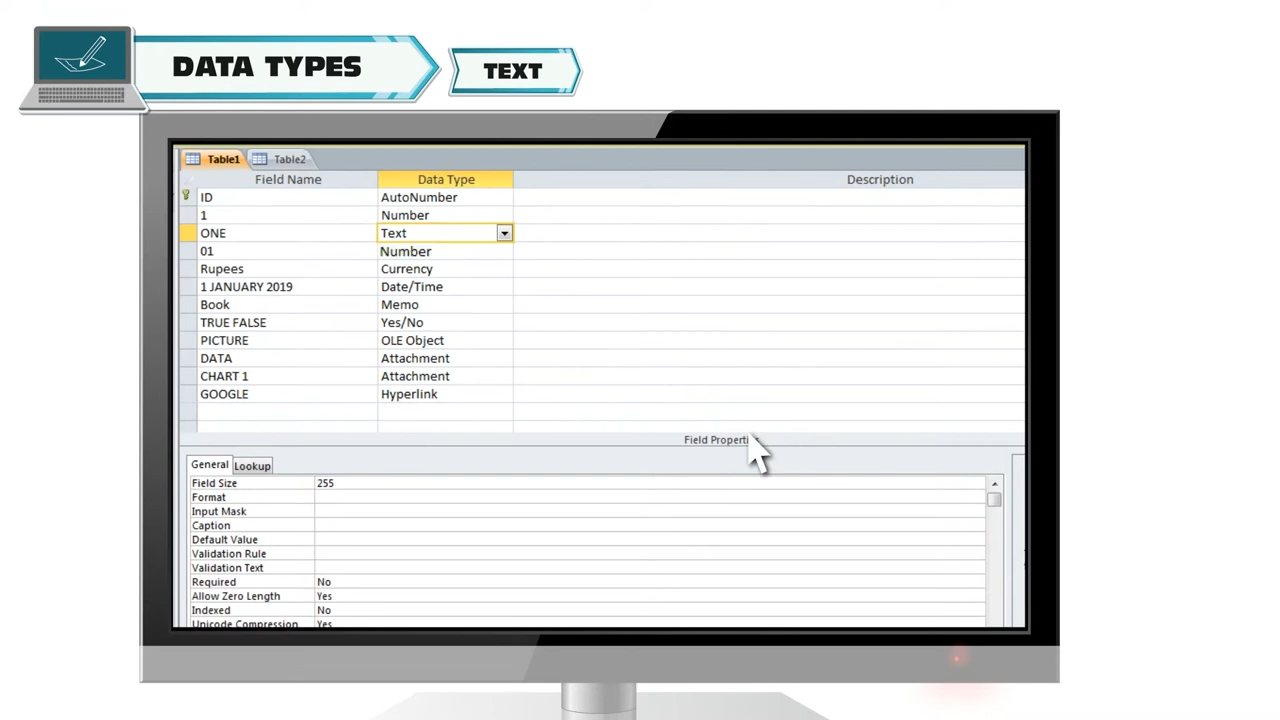 DATA TYPES
TEXT
Table1 Table2
Field Name Data Type Description
ID AutoNumber
1 Number
ONE Text
01 Number
Rupees Currency
1 JANUARY 2019 Date/Time
Book Memo
TRUE FALSE Yes/No
PICTURE OLE Object
DATA Attachment
CHART 1 Attachment
GOOGLE Hyperlink
Field
General Lookup
Field Size 255
Format
Input Mask
Caption
Default Value
Validation Rule
Validation Text
Required No
Allow Zero Length Yes
Indexed No
Unicode Compression Yes